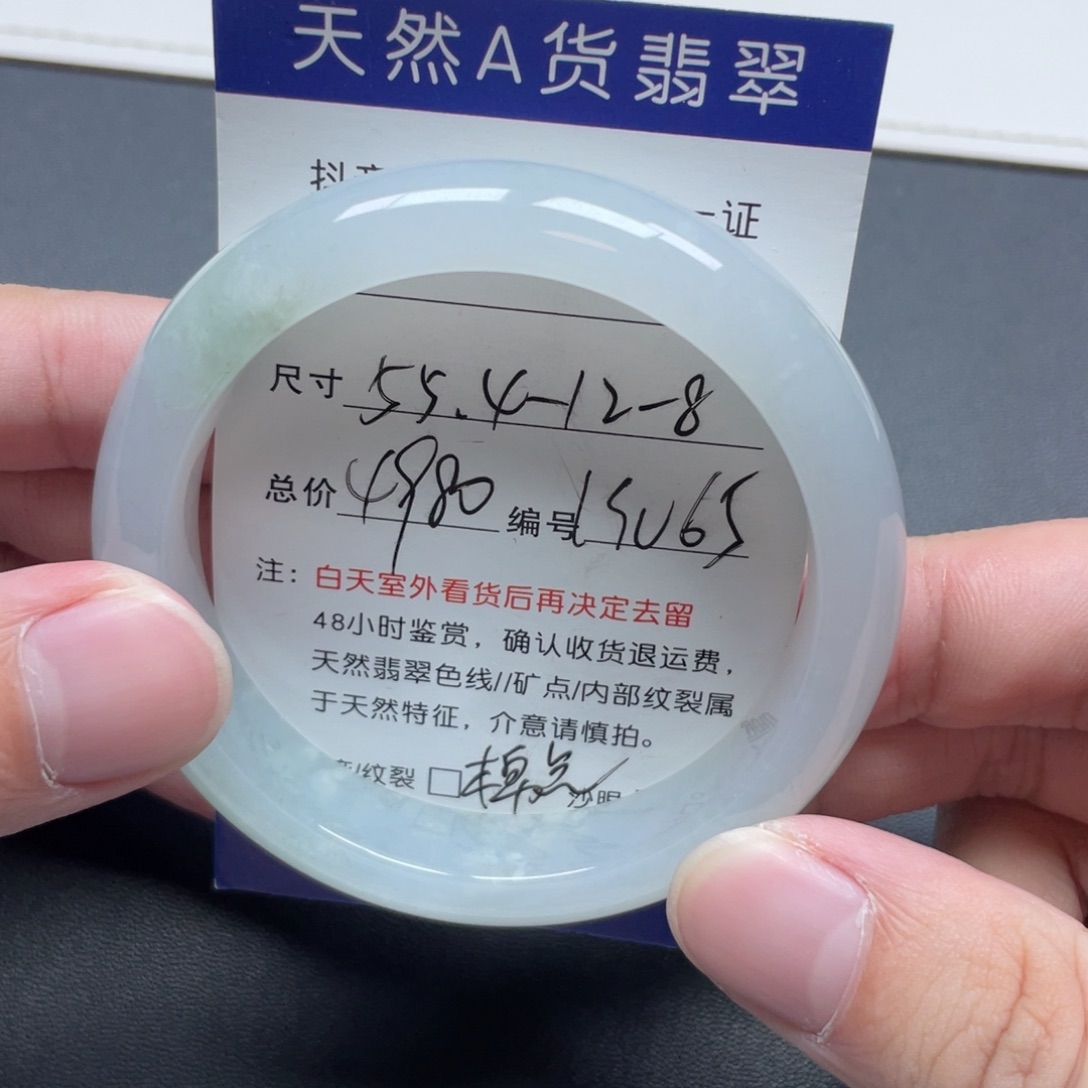 天然A货翡翠
抖 证
尺寸 55.4-12-8
总价 4980 编号
注：白天室外看货后再决定去留
48小时鉴赏，确认收货退运费，
天然翡翠色线//矿点/内部纹裂属
于天然特征，介意请慎拍。
纹裂 □棉点